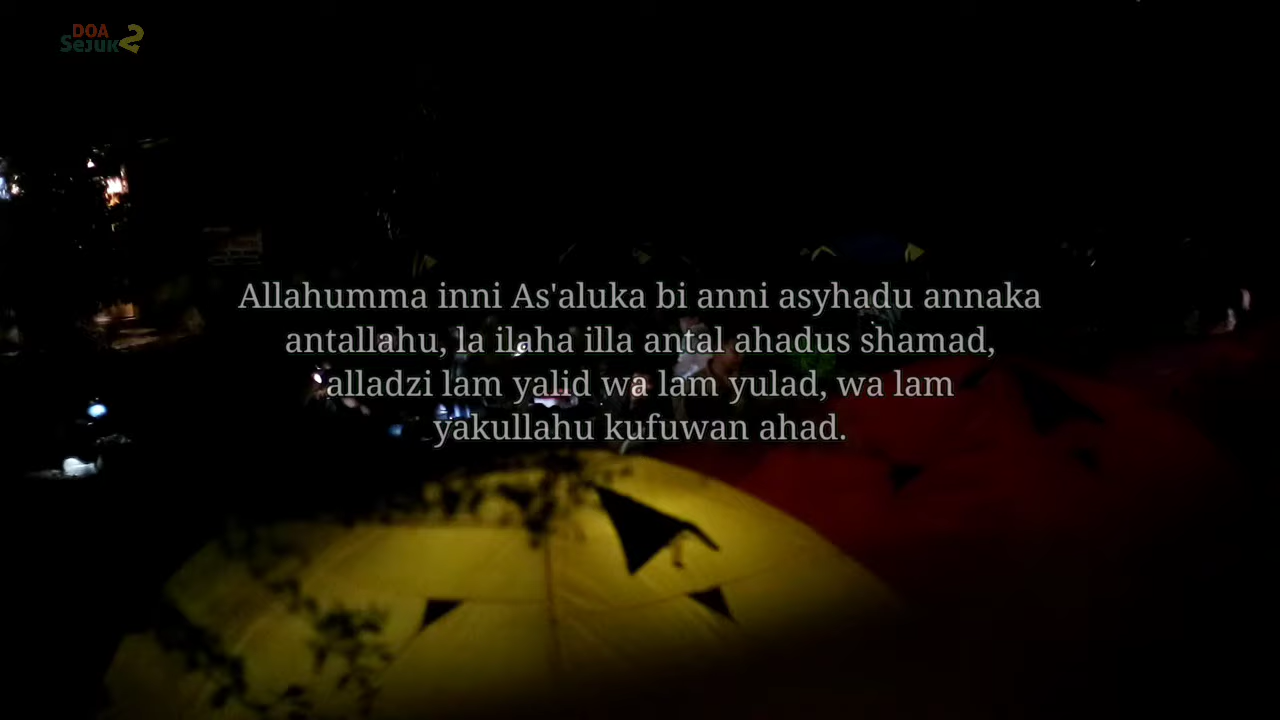 DOA
Sejuk2
Allahumma inni As'aluka bi anni asyhadu annaka
antallahu, la ilaha illa antal ahadus shamad,
alladzi lam yalid wa lam yulad, wa lam
yakullahu kufuwan ahad.